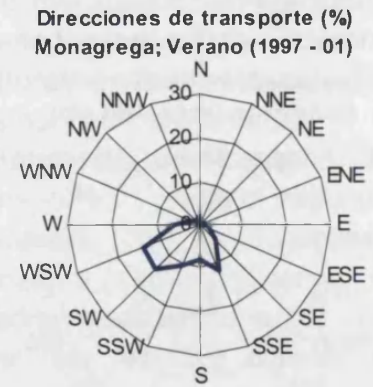 Direcciones de transporte (%)
Monagrega; Verano (1997 - 01)
N
NNW 30 NNE
NW 20 NE
WNW 10 ENE
W 0 E
WSW ESE
SW SE
SSW SSE
S